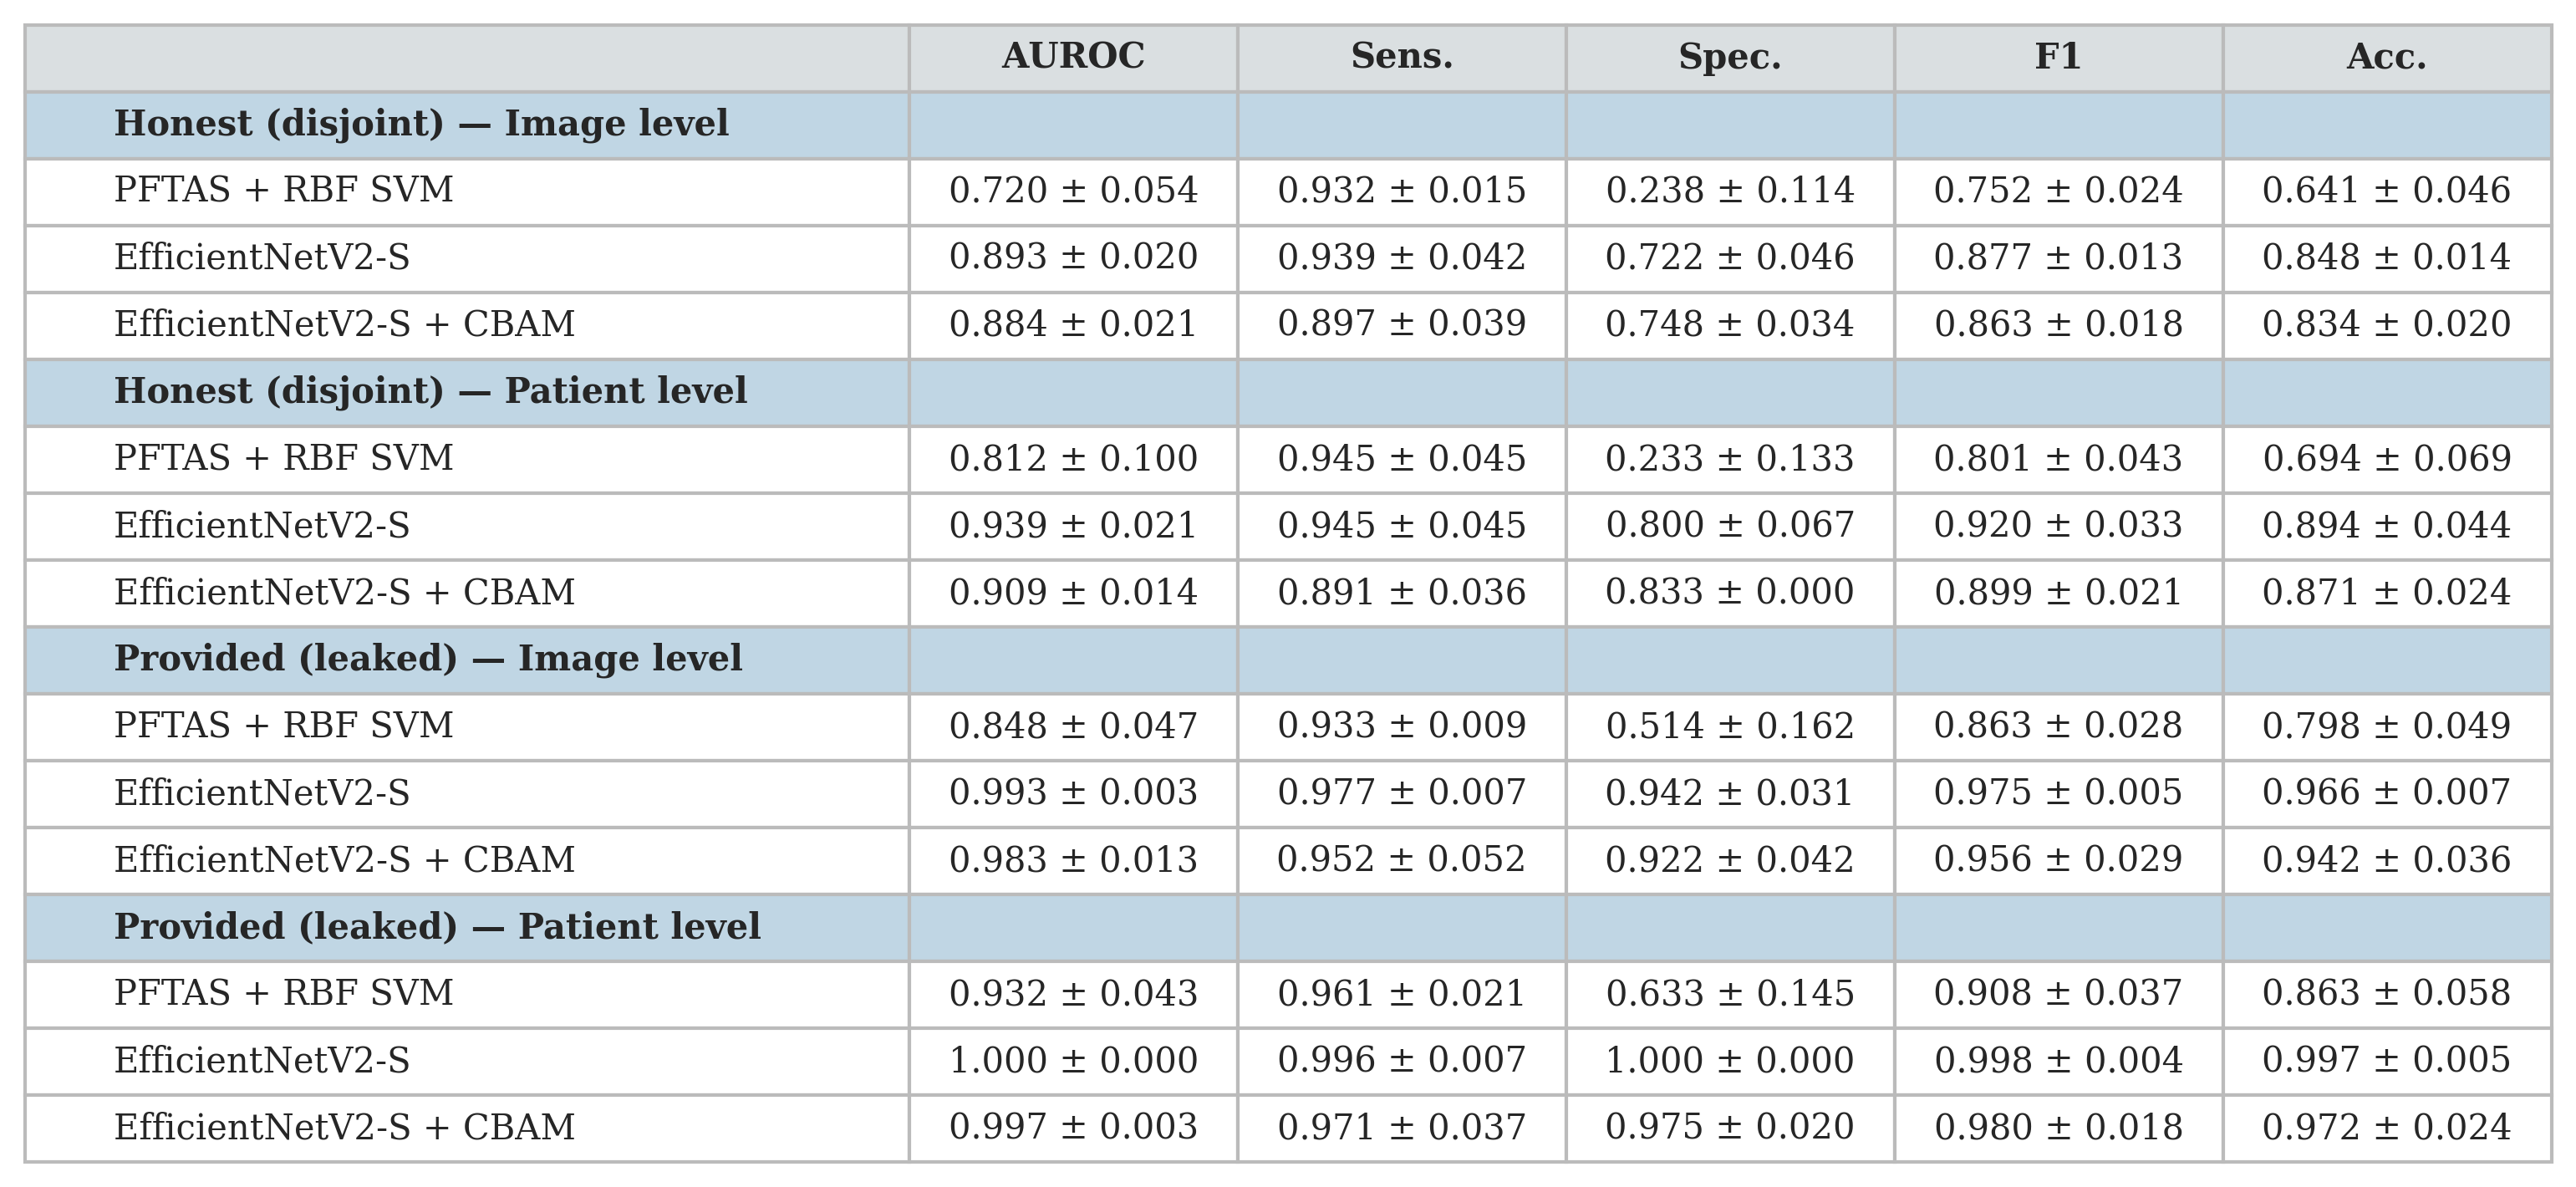 AUROC Sens. Spec. F1 Acc.
Honest (disjoint) — Image level
PFTAS + RBF SVM 0.720 ± 0.054 0.932 ± 0.015 0.238 ± 0.114 0.752 ± 0.024 0.641 ± 0.046
EfficientNetV2-S 0.893 ± 0.020 0.939 ± 0.042 0.722 ± 0.046 0.877 ± 0.013 0.848 ± 0.014
EfficientNetV2-S + CBAM 0.884 ± 0.021 0.897 ± 0.039 0.748 ± 0.034 0.863 ± 0.018 0.834 ± 0.020
Honest (disjoint) — Patient level
PFTAS + RBF SVM 0.812 ± 0.100 0.945 ± 0.045 0.233 ± 0.133 0.801 ± 0.043 0.694 ± 0.069
EfficientNetV2-S 0.939 ± 0.021 0.945 ± 0.045 0.800 ± 0.067 0.920 ± 0.033 0.894 ± 0.044
EfficientNetV2-S + CBAM 0.909 ± 0.014 0.891 ± 0.036 0.833 ± 0.000 0.899 ± 0.021 0.871 ± 0.024
Provided (leaked) — Image level
PFTAS + RBF SVM 0.848 ± 0.047 0.933 ± 0.009 0.514 ± 0.162 0.863 ± 0.028 0.798 ± 0.049
EfficientNetV2-S 0.993 ± 0.003 0.977 ± 0.007 0.942 ± 0.031 0.975 ± 0.005 0.966 ± 0.007
EfficientNetV2-S + CBAM 0.983 ± 0.013 0.952 ± 0.052 0.922 ± 0.042 0.956 ± 0.029 0.942 ± 0.036
Provided (leaked) — Patient level
PFTAS + RBF SVM 0.932 ± 0.043 0.961 ± 0.021 0.633 ± 0.145 0.908 ± 0.037 0.863 ± 0.058
EfficientNetV2-S 1.000 ± 0.000 0.996 ± 0.007 1.000 ± 0.000 0.998 ± 0.004 0.997 ± 0.005
EfficientNetV2-S + CBAM 0.997 ± 0.003 0.971 ± 0.037 0.975 ± 0.020 0.980 ± 0.018 0.972 ± 0.024